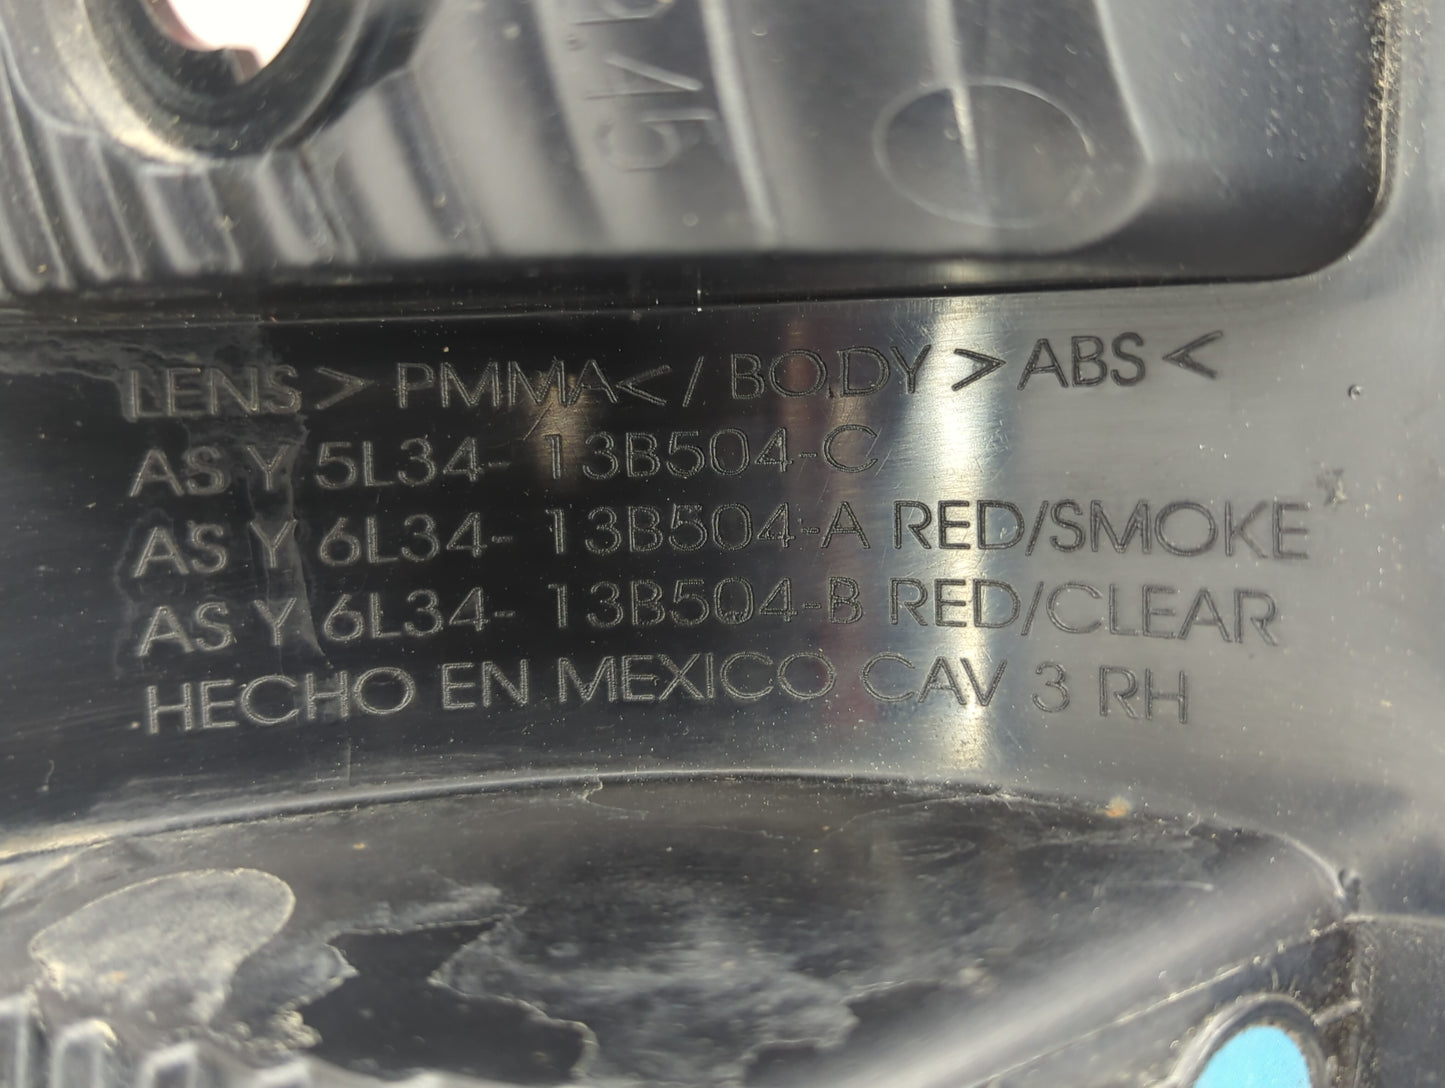 LENS > PMMA< / BODY > ABS <
AS Y 5L34- 13B504-C
AS Y 6L34- 13B504-A RED/SMOKE
AS Y 6L34- 13B504-B RED/CLEAR
HECHO EN MEXICO CAV 3 RH